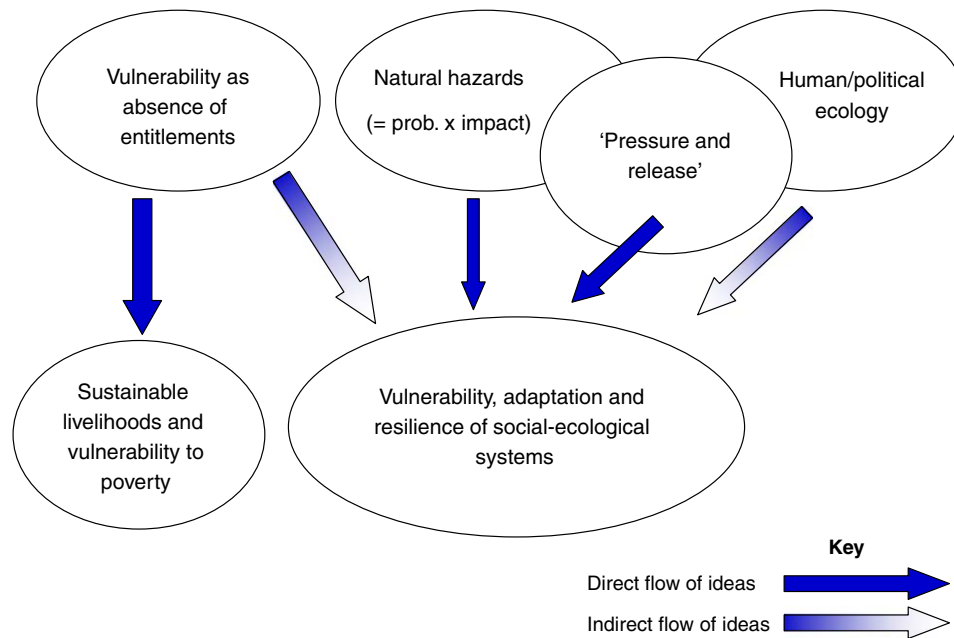 Vulnerability as
absence of
entitlements
Natural hazards
(= prob. x impact)
‘Pressure and
release’
Human/political
ecology
Sustainable
livelihoods and
vulnerability to
poverty
Vulnerability, adaptation and
resilience of social-ecological
systems
Key
Direct flow of ideas
Indirect flow of ideas